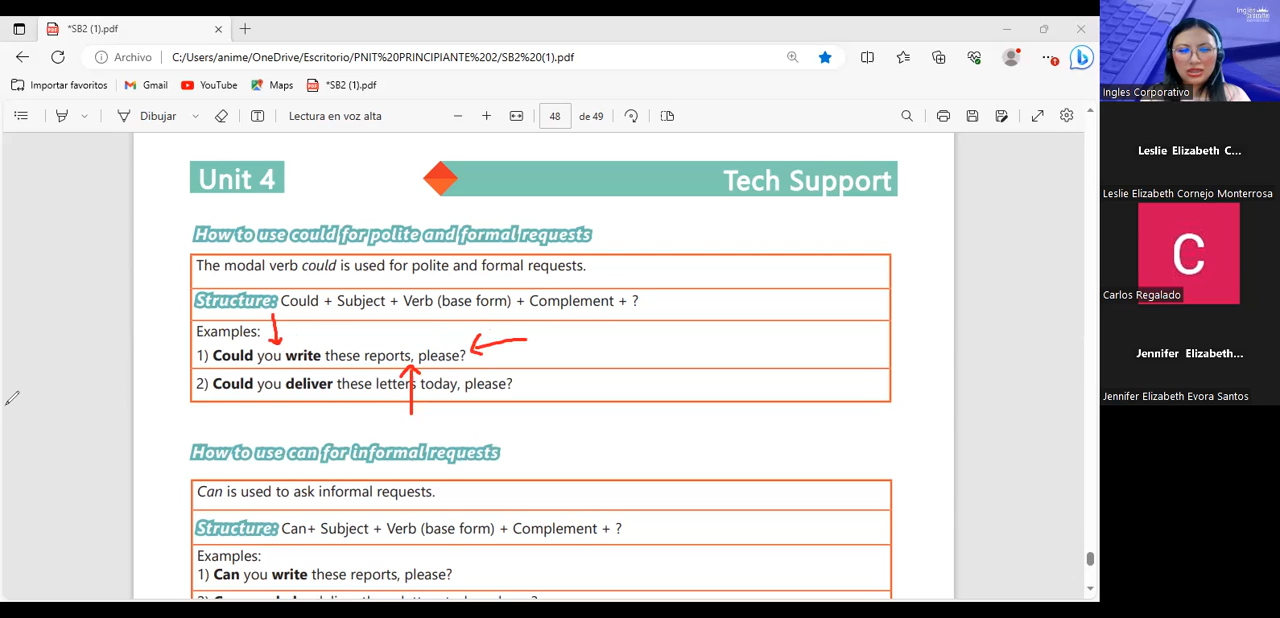 *SB2 (1).pdf
Archivo
C:/Users/anime/OneDrive/Escritorio/PNIT%20PRINCIPIANTE%202/SB2%20(1).pdf
Importar favoritos
Gmail
YouTube
Maps
*SB2 (1).pdf
Dibujar
Lectura en voz alta
48
de 49
Unit 4
Tech Support
How to use could for polite and formal requests
The modal verb could is used for polite and formal requests.
Structure: Could + Subject + Verb (base form) + Complement + ?
Examples:
1) Could you write these reports, please?
2) Could you deliver these letters today, please?
How to use can for informal requests
Can is used to ask informal requests.
Structure: Can+ Subject + Verb (base form) + Complement + ?
Examples:
1) Can you write these reports, please?
Ingles Corporativo
Leslie Elizabeth C...
Leslie Elizabeth Cornejo Monterrosa
C
Carlos Regalado
Jennifer Elizabeth...
Jennifer Elizabeth Evora Santos